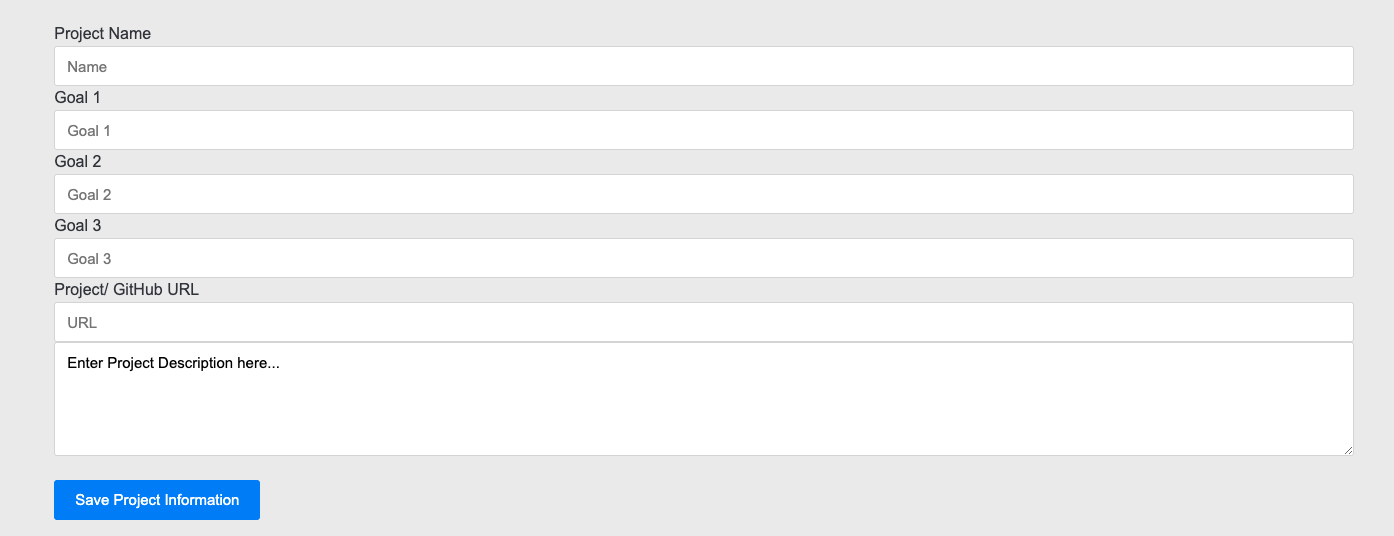 Project Name
Name
Goal 1
Goal 1
Goal 2
Goal 2
Goal 3
Goal 3
Project/ GitHub URL
URL
Enter Project Description here...
Save Project Information